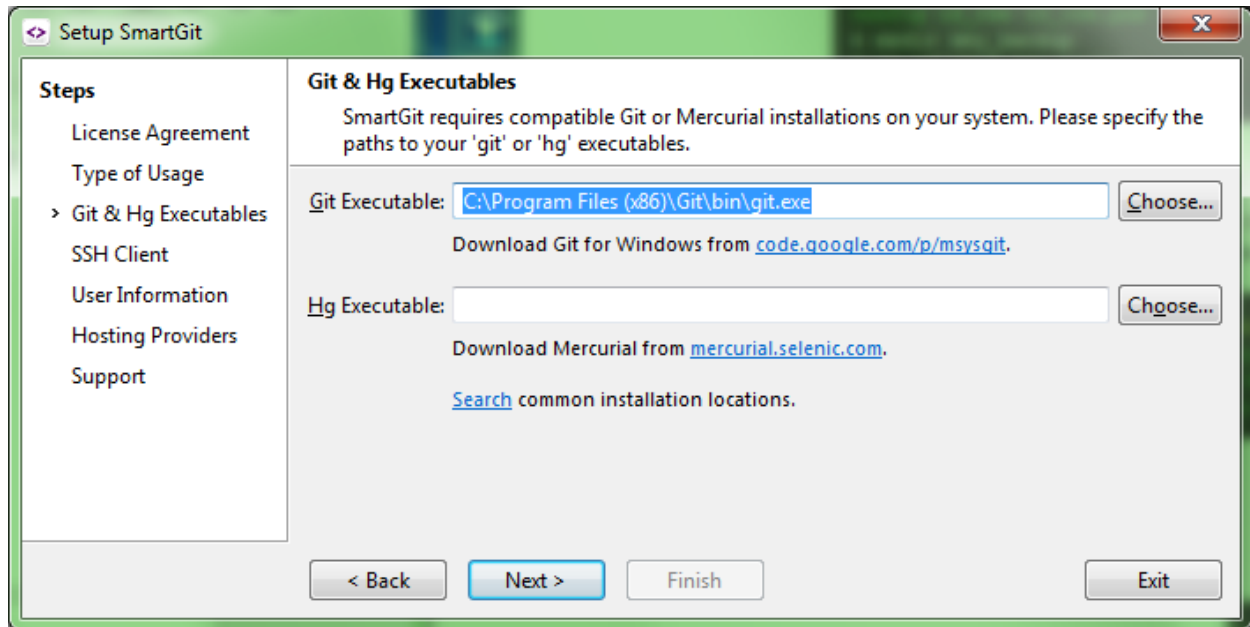 Setup SmartGit
Steps
License Agreement
Type of Usage
> Git & Hg Executables
SSH Client
User Information
Hosting Providers
Support
Git & Hg Executables
SmartGit requires compatible Git or Mercurial installations on your system. Please specify the
paths to your 'git' or 'hg' executables.
Git Executable: C:\Program Files (x86)\Git\bin\git.exe Choose...
Download Git for Windows from code.google.com/p/msysgit.
Hg Executable: Choose...
Download Mercurial from mercurial.selenic.com.
Search common installation locations.
< Back Next > Finish Exit